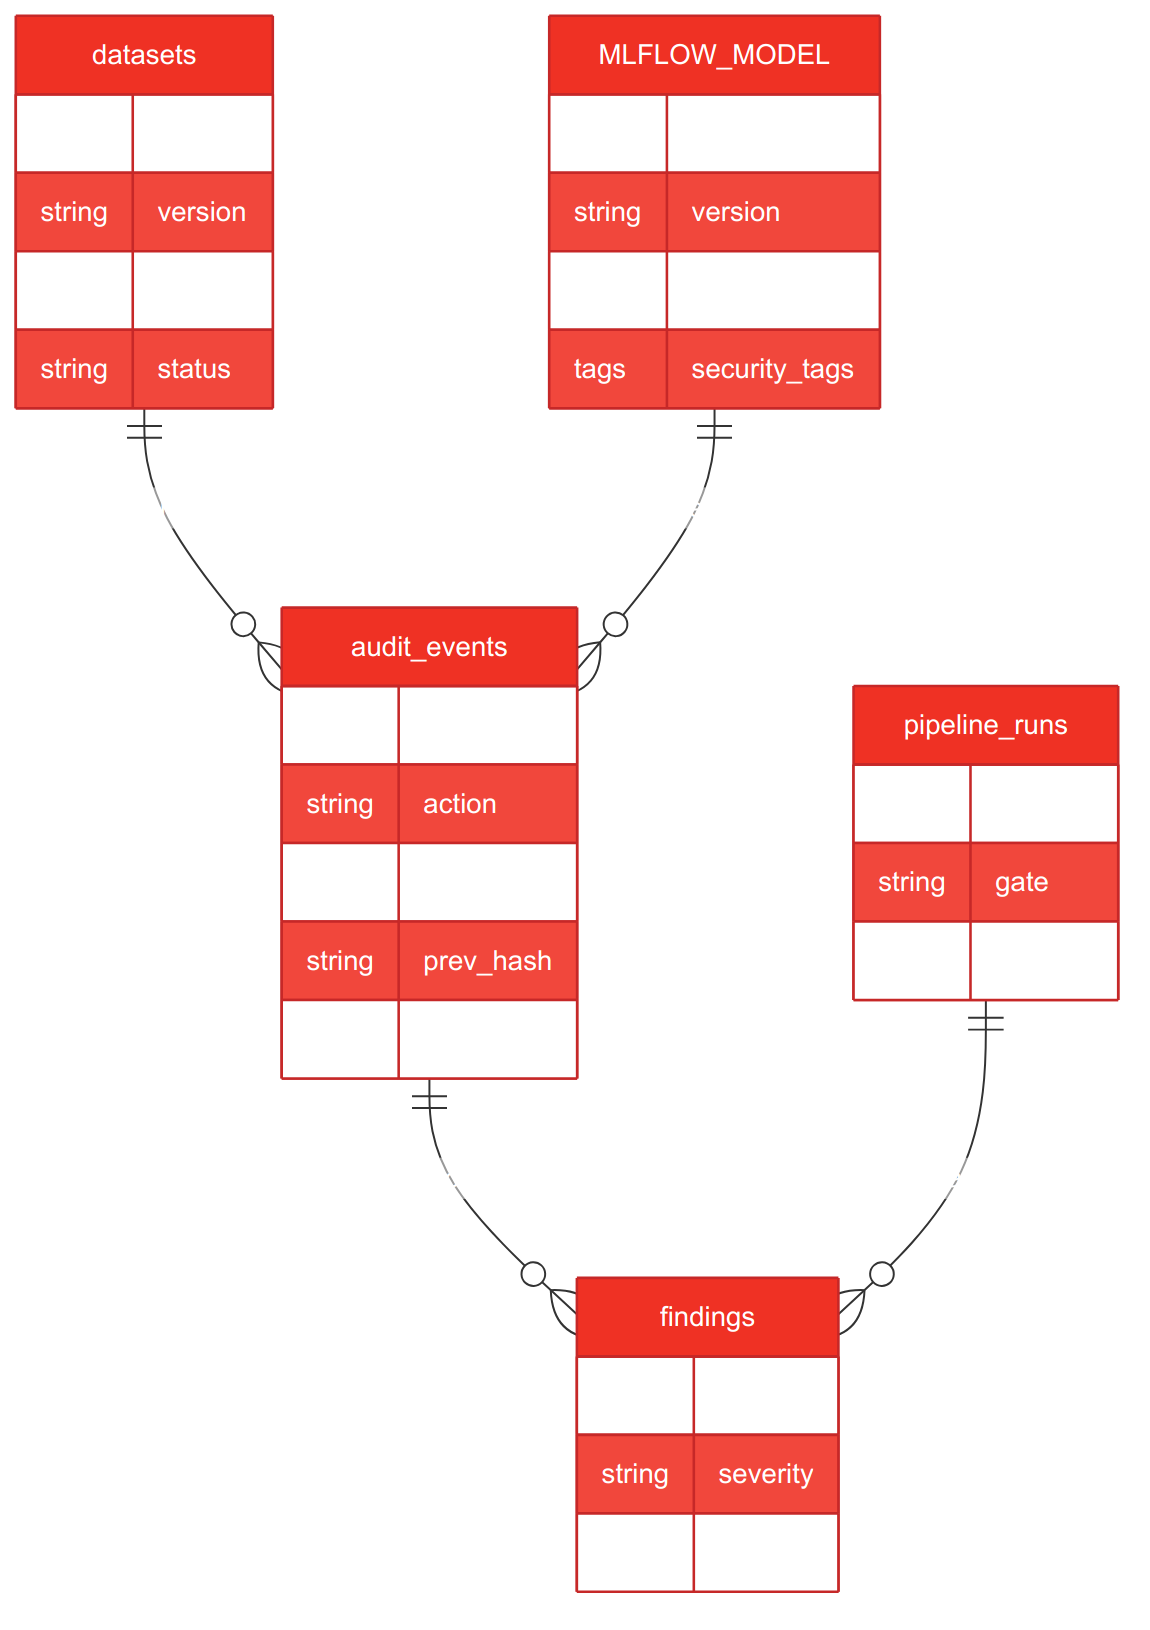 datasets
string version
string status
MLFLOW_MODEL
string version
tags security_tags
audit_events
string action
string prev_hash
pipeline_runs
string gate
findings
string severity